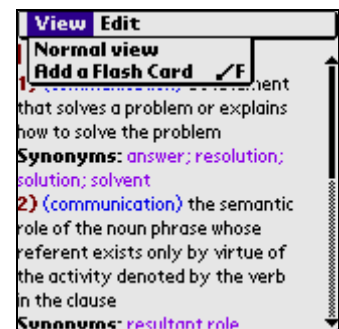 View Edit
Normal view
Add a Flash Card /F
1) (communication)
that solves a problem or explains
how to solve the problem
Synonyms: answer; resolution;
solution; solvent
2) (communication) the semantic
role of the noun phrase whose
referent exists only by virtue of
the activity denoted by the verb
in the clause
Synonyms: resultant role